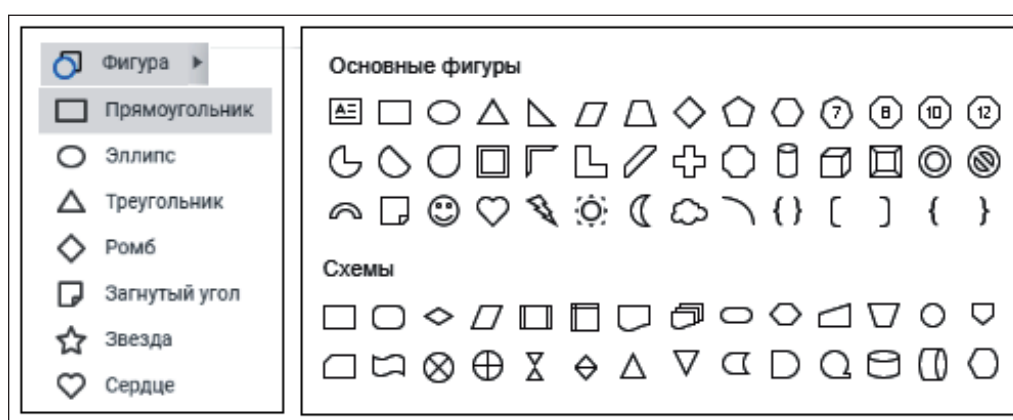 Фигура
Прямоугольник
Эллипс
Треугольник
Ромб
Загнутый угол
Звезда
Сердце
Основные фигуры
A
7 8 10 12
{ } [ ] { }
Схемы